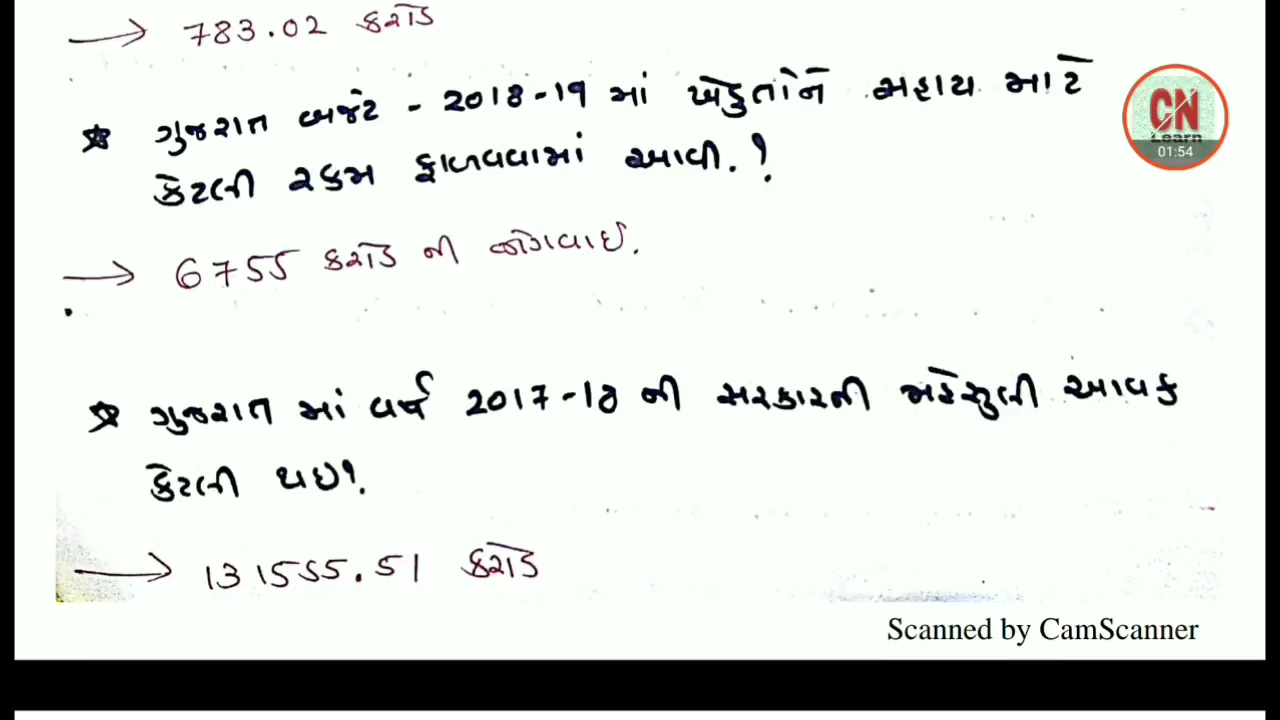 → 783.02 કરોડ
☆ ગુજરાત બજેટ - 2018-19 માં ખેડુતોને સહાય માટે
કેટલી રકમ ફાળવવામાં આવી.?
→ 6755 કરોડ ની જોગવાઈ.
☆ ગુજરાત માં વર્ષ 2017-18 ની સરકારની મહેસુલી આવક
કેટલી થઇ?
→ 131555.51 કરોડ
Scanned by CamScanner
CN
Learn
01:54